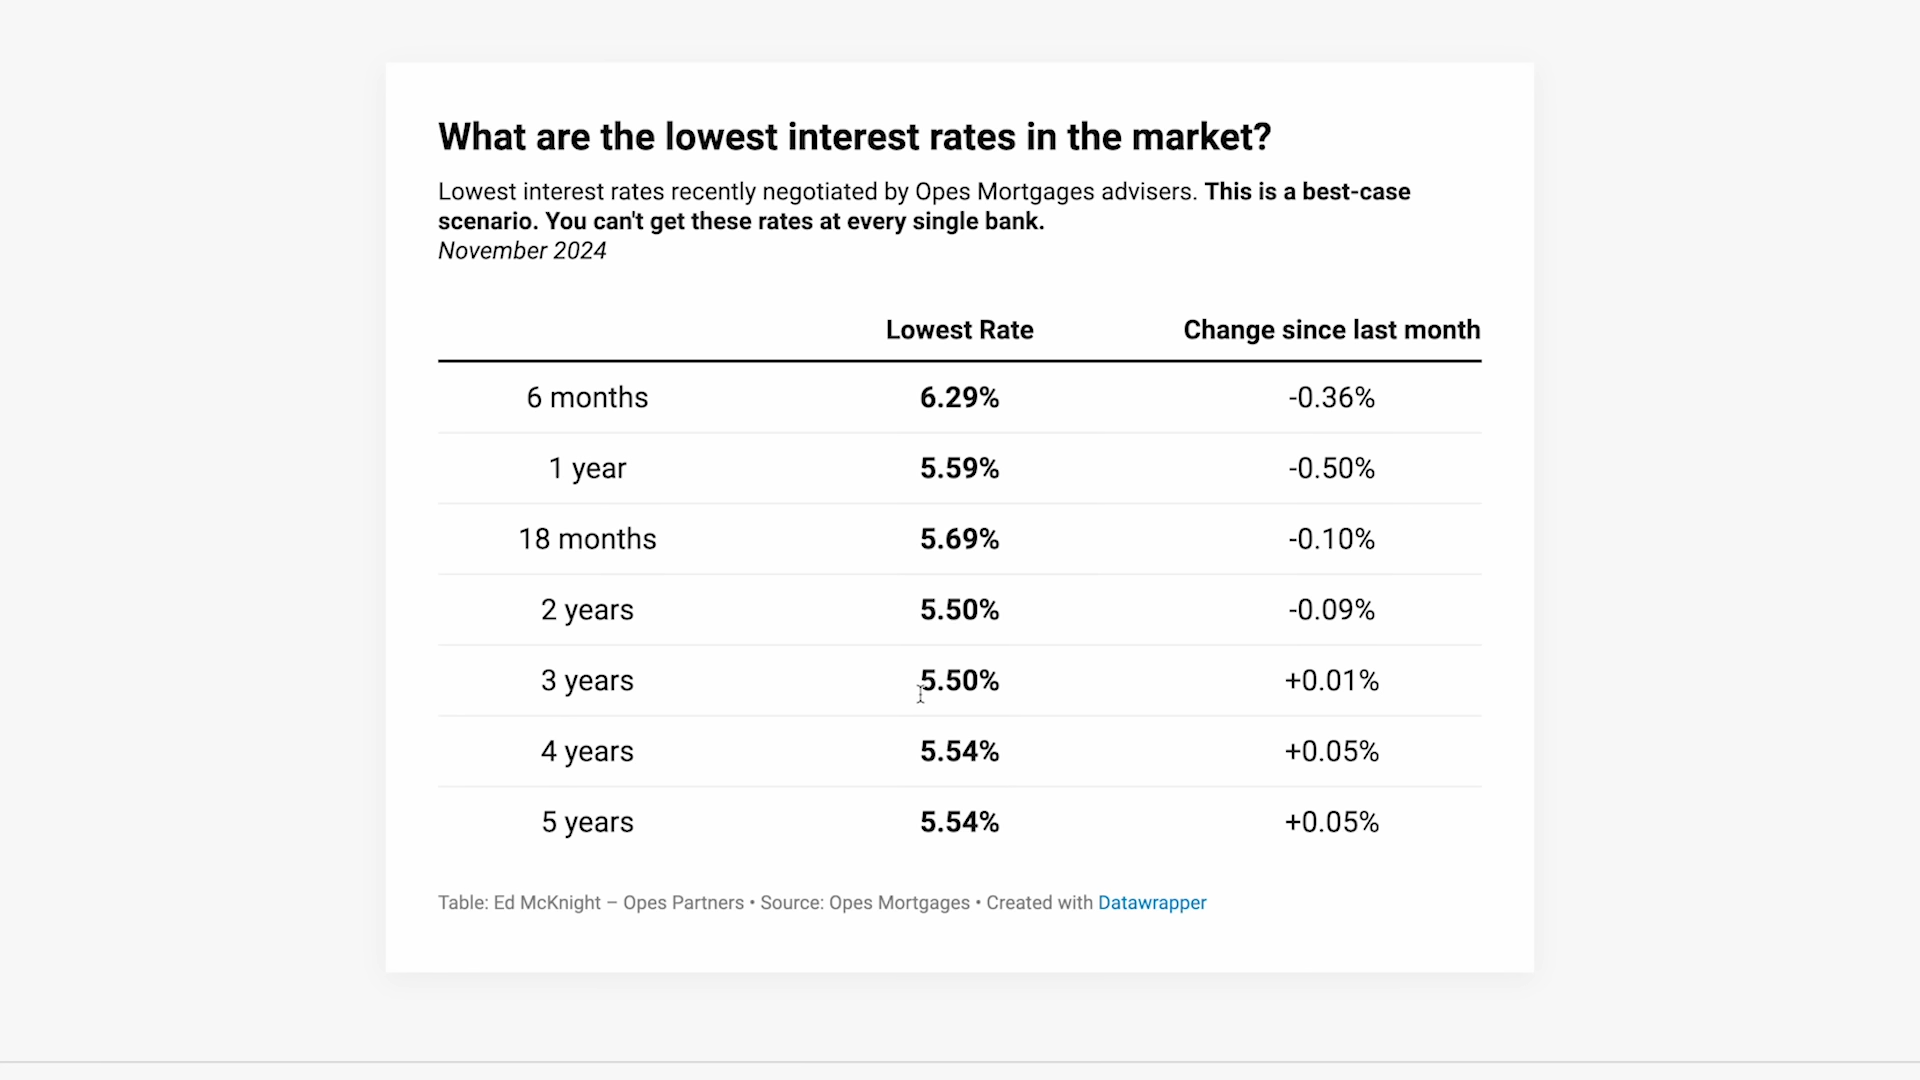 What are the lowest interest rates in the market?
Lowest interest rates recently negotiated by Opes Mortgages advisers. This is a best-case
scenario. You can't get these rates at every single bank.
November 2024
Lowest Rate Change since last month
6 months 6.29% -0.36%
1 year 5.59% -0.50%
18 months 5.69% -0.10%
2 years 5.50% -0.09%
3 years 5.50% +0.01%
4 years 5.54% +0.05%
5 years 5.54% +0.05%
Table: Ed McKnight – Opes Partners • Source: Opes Mortgages • Created with Datawrapper